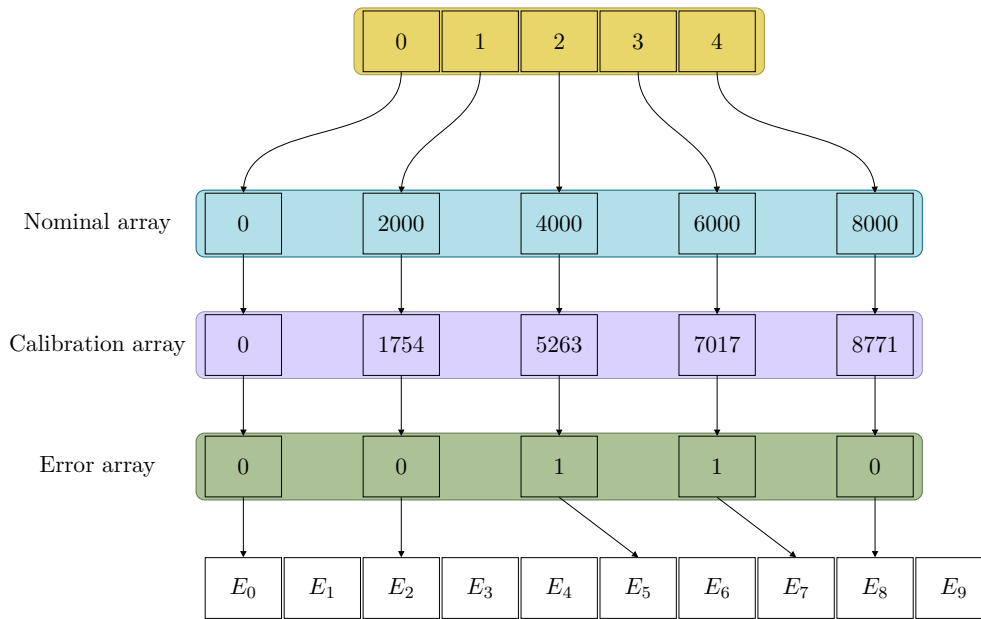 0 1 2 3 4
Nominal array 0 2000 4000 6000 8000
Calibration array 0 1754 5263 7017 8771
Error array 0 0 1 1 0
E₀ E₁ E₂ E₃ E₄ E₅ E₆ E₇ E₈ E₉